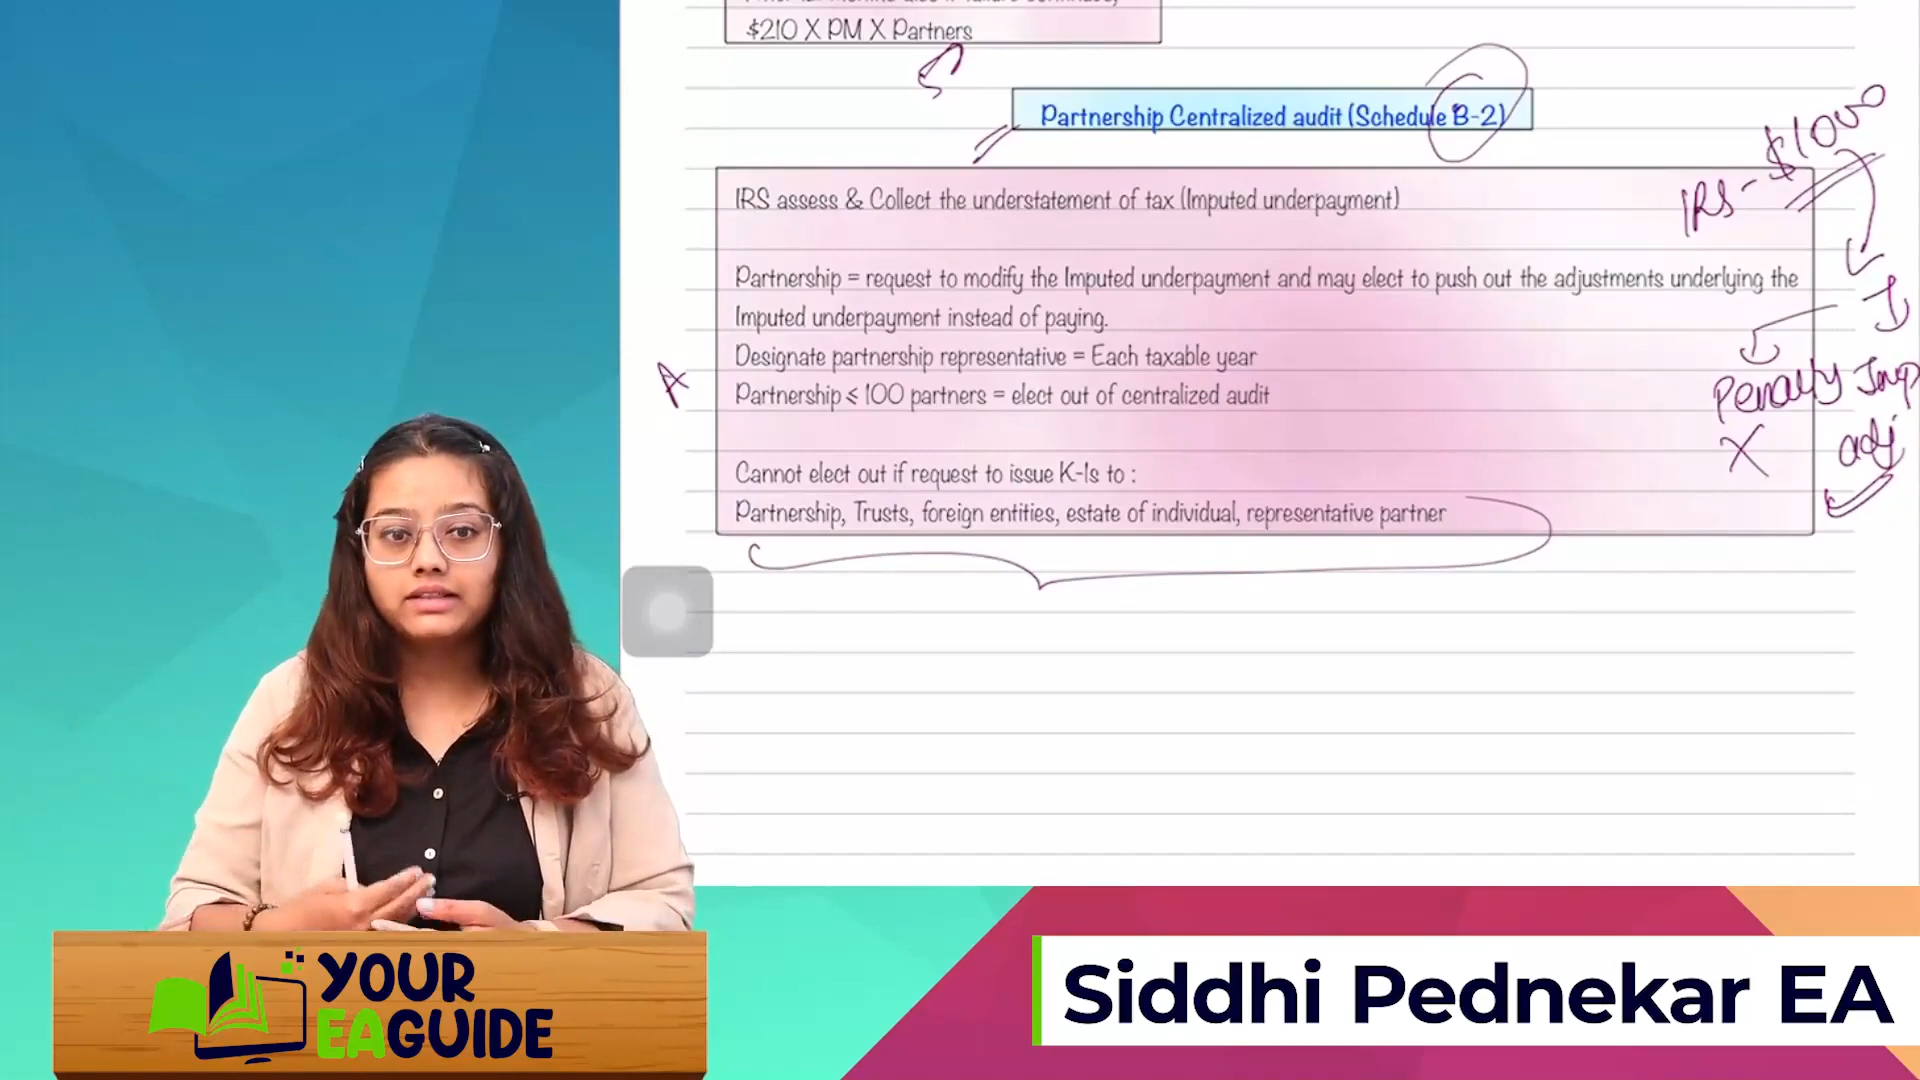 $210 X PM X Partners
Partnership Centralized audit (Schedule B-2)
IRS - $1000
IRS assess & Collect the understatement of tax (Imputed underpayment)
Partnership = request to modify the Imputed underpayment and may elect to push out the adjustments underlying the
Imputed underpayment instead of paying.
Designate partnership representative = Each taxable year
Partnership ≤ 100 partners = elect out of centralized audit
A
Penalty Imp
X adj
Cannot elect out if request to issue K-1s to :
Partnership, Trusts, foreign entities, estate of individual, representative partner
YOUR
EAGUIDE
Siddhi Pednekar EA